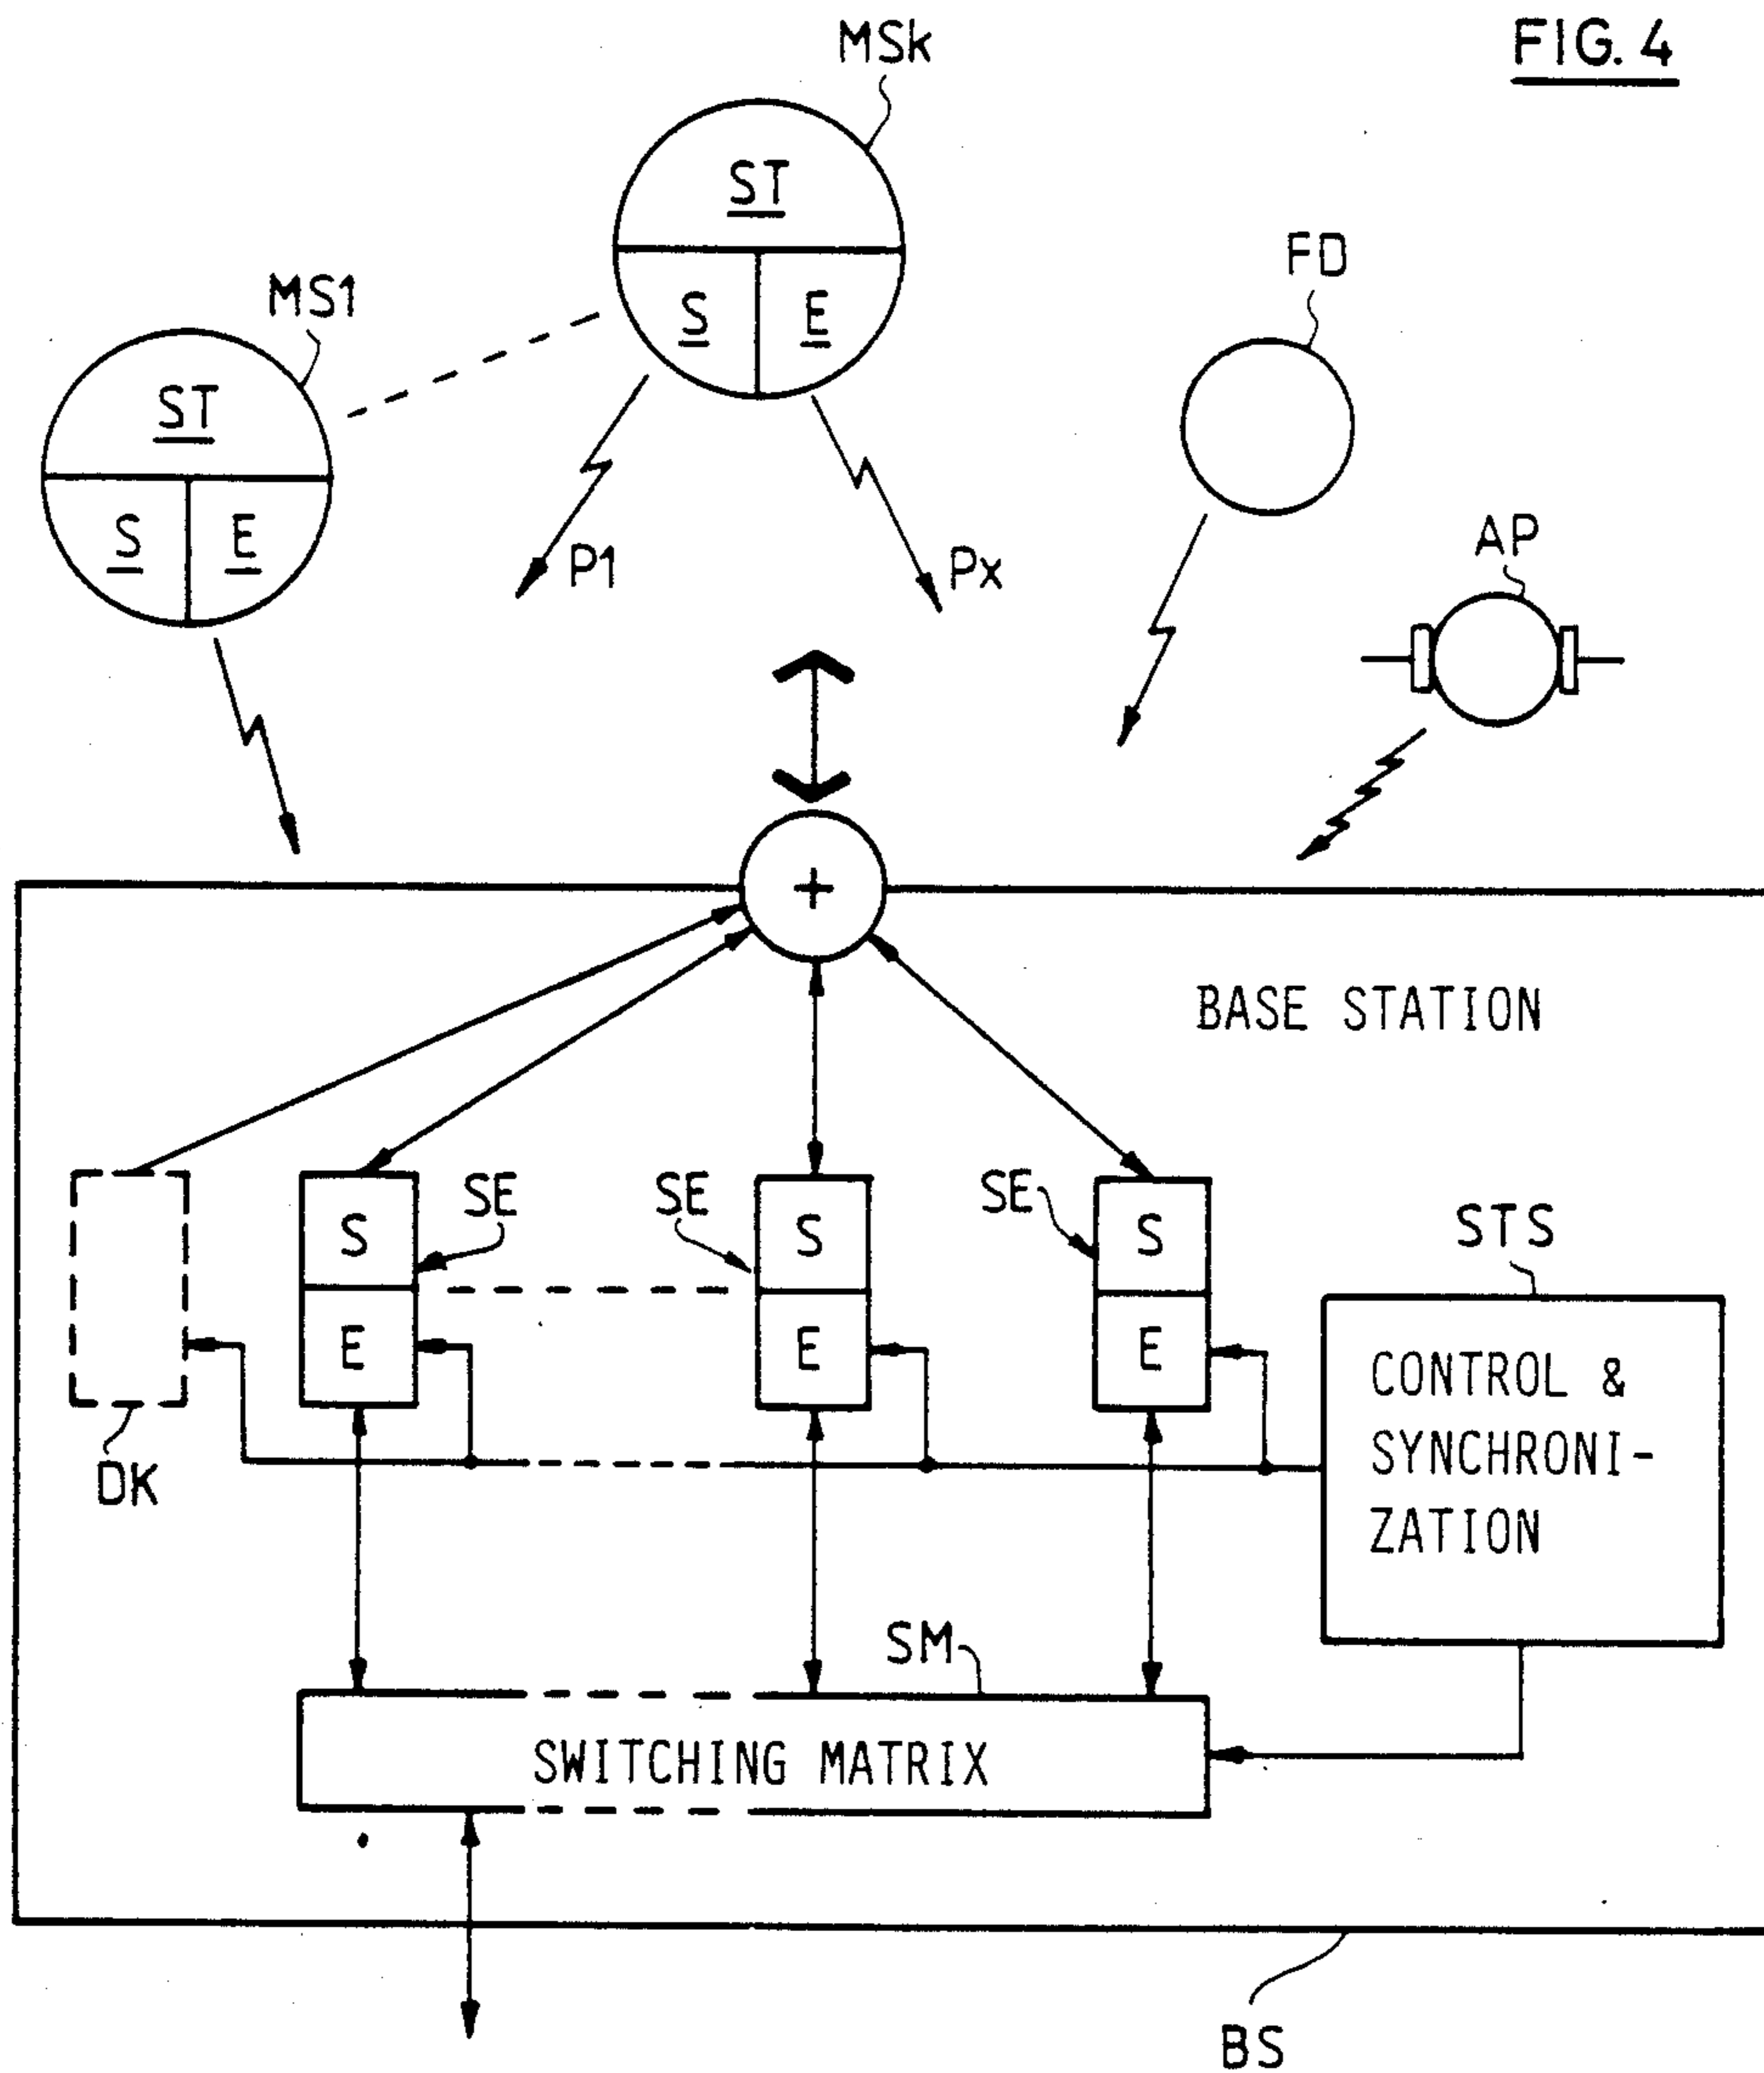 FIG. 4
MSk
ST
S E
FD
MS1
ST
S E
P1
Px
AP
+
BASE STATION
SE
SE
SE
S
S
S
STS
E
E
E
CONTROL &
SYNCHRONI-
ZATION
DK
SM
SWITCHING MATRIX
BS